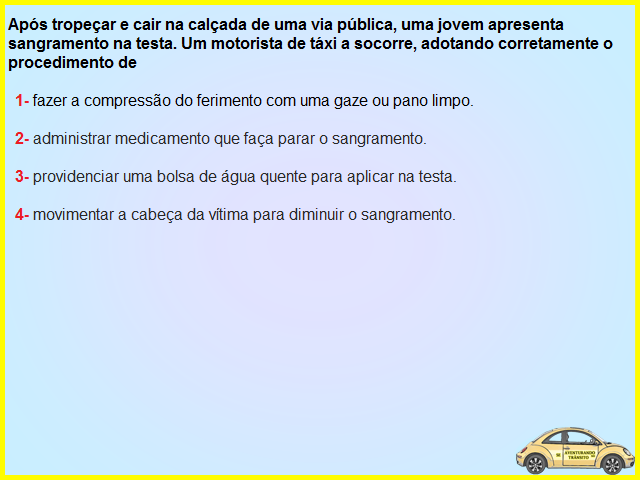 Após tropeçar e cair na calçada de uma via pública, uma jovem apresenta
sangramento na testa. Um motorista de táxi a socorre, adotando corretamente o
procedimento de
1- fazer a compressão do ferimento com uma gaze ou pano limpo.
2- administrar medicamento que faça parar o sangramento.
3- providenciar uma bolsa de água quente para aplicar na testa.
4- movimentar a cabeça da vítima para diminuir o sangramento.
AVENTURANDO
TRÂNSITO